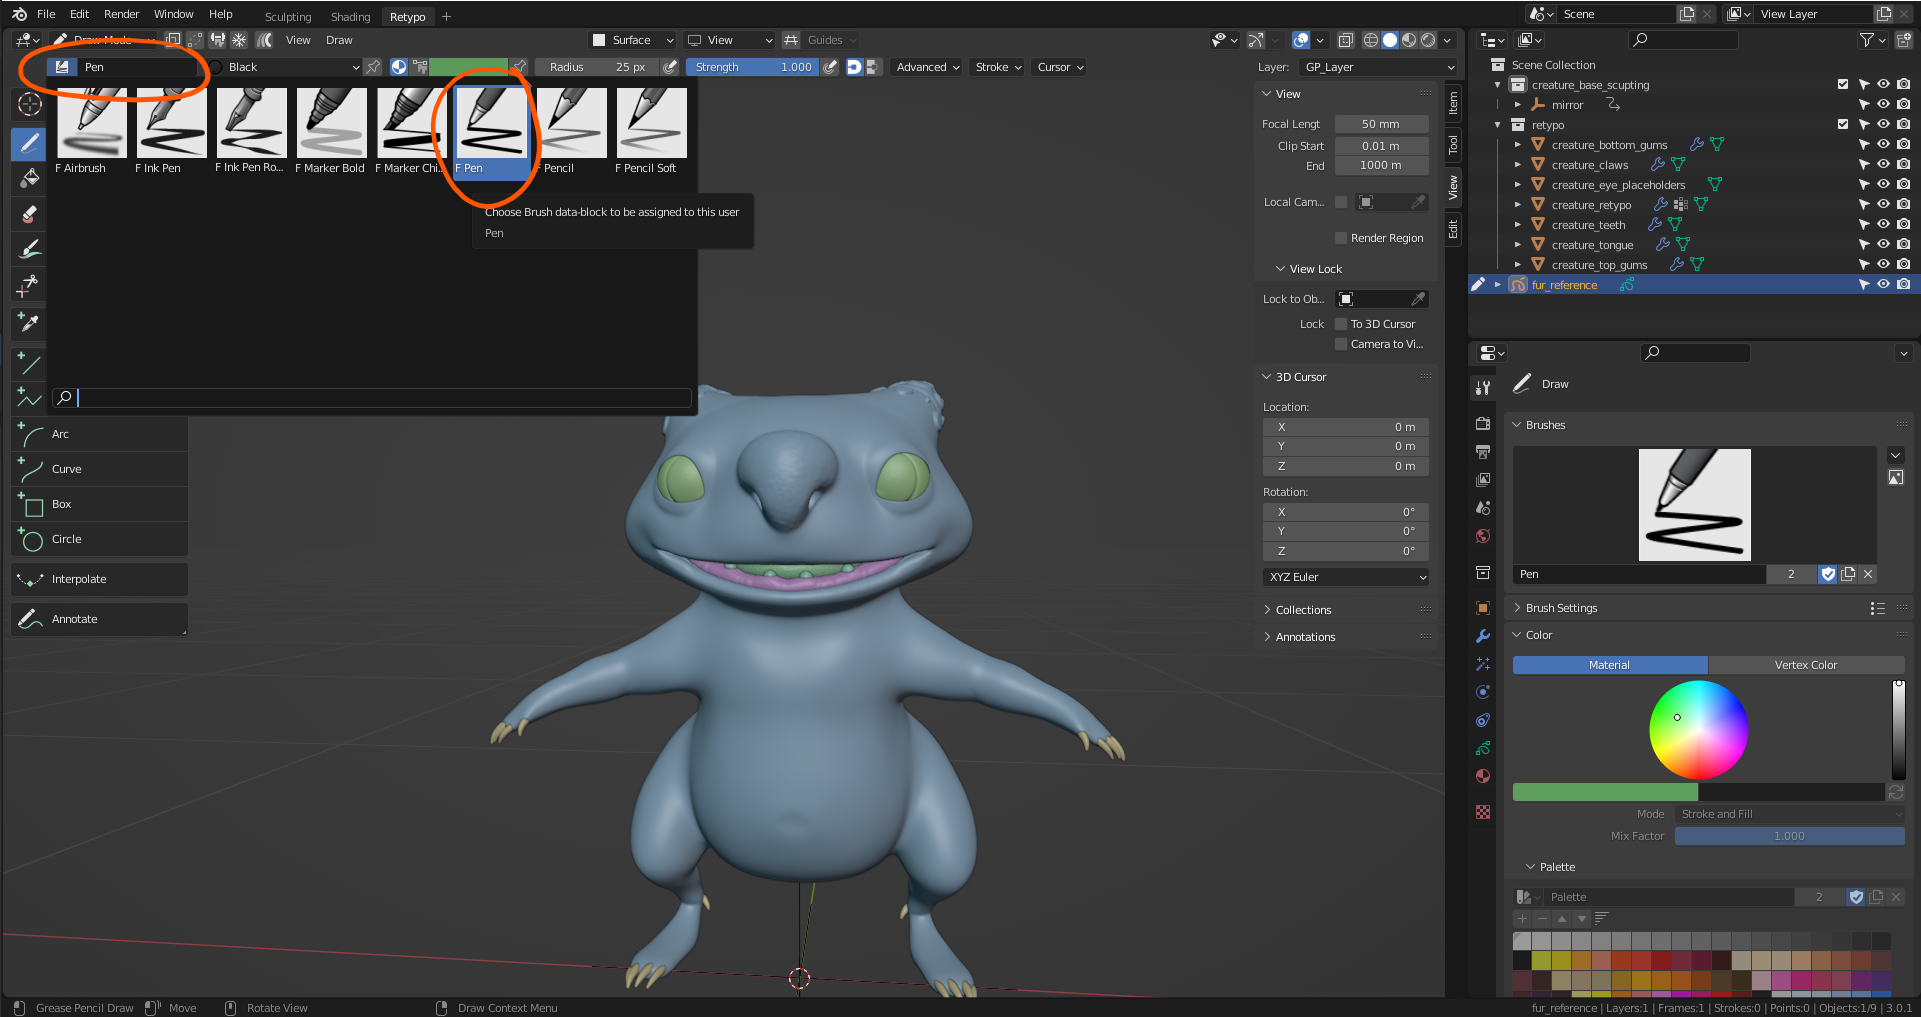 File Edit Render Window Help Sculpting Shading Retypo +
Scene View Layer
Draw Mode View Draw Surface View Guides
Pen Black Radius 25 px Strength 1.000 Advanced Stroke Cursor Layer: GP_Layer
F Airbrush F Ink Pen F Ink Pen Ro... F Marker Bold F Marker Chi... F Pen F Pencil F Pencil Soft
Choose Brush data-block to be assigned to this user
Pen
Arc
Curve
Box
Circle
Interpolate
Annotate
View
Focal Lengt 50 mm
Clip Start 0.01 m
End 1000 m
Local Cam...
Render Region
View Lock
Lock to Ob...
Lock To 3D Cursor
Camera to Vi...
3D Cursor
Location:
X 0 m
Y 0 m
Z 0 m
Rotation:
X 0°
Y 0°
Z 0°
XYZ Euler
Collections
Annotations
Item
Tool
View
Edit
Scene Collection
creature_base_scupting
mirror
retypo
creature_bottom_gums
creature_claws
creature_eye_placeholders
creature_retypo
creature_teeth
creature_tongue
creature_top_gums
fur_reference
Draw
Brushes
Pen 2
Brush Settings
Color
Material Vertex Color
Mode Stroke and Fill
Mix Factor 1.000
Palette
Palette 2
Grease Pencil Draw Move Rotate View Draw Context Menu
fur_reference | Layers:1 | Frames:1 | Strokes:0 | Points:0 | Objects:1/9 | 3.0.1